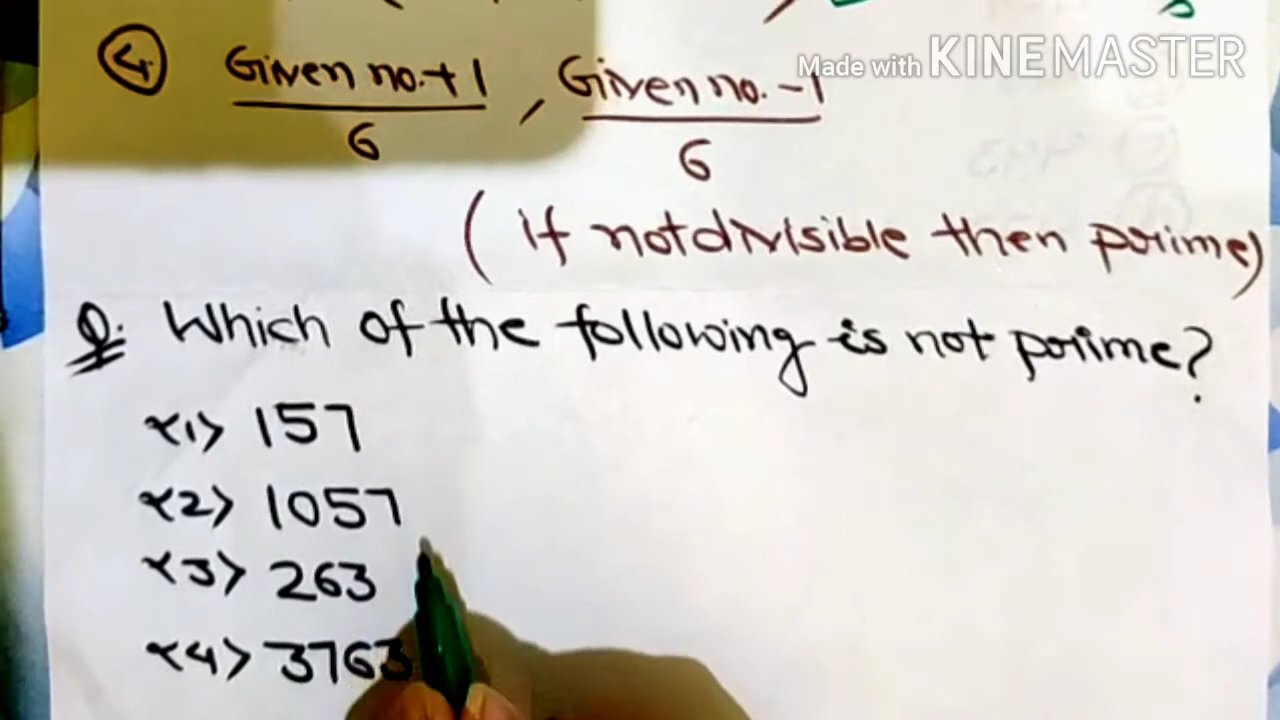 Made with KINEMASTER
4. Given no.+1 / 6 , Given no.-1 / 6
(if not divisible then prime)
Q. Which of the following is not prime?
<1> 157
<2> 1057
<3> 263
<4> 3763